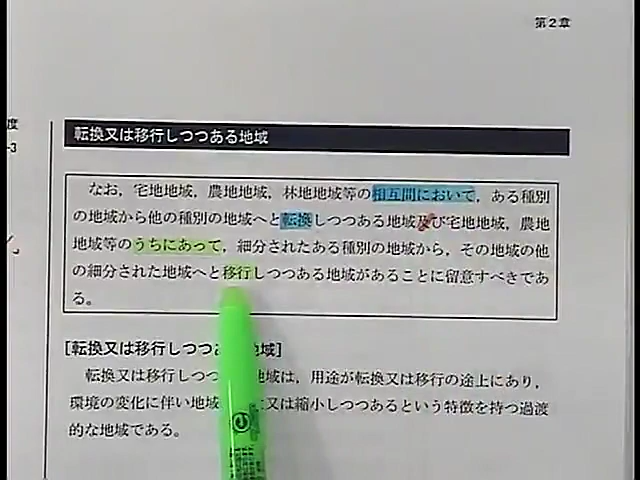 第2章
度
-3
転換又は移行しつつある地域
なお，宅地地域，農地地域，林地地域等の相互間において，ある種別
の地域から他の種別の地域へと転換しつつある地域及び宅地地域，農地
地域等のうちにあって，細分されたある種別の地域から，その地域の他
の細分された地域へと移行しつつある地域があることに留意すべきであ
る。
[転換又は移行しつつ 地域]
転換又は移行しつつ 地域は，用途が転換又は移行の途上にあり，
環境の変化に伴い地域 又は縮小しつつあるという特徴を持つ過渡
的な地域である。